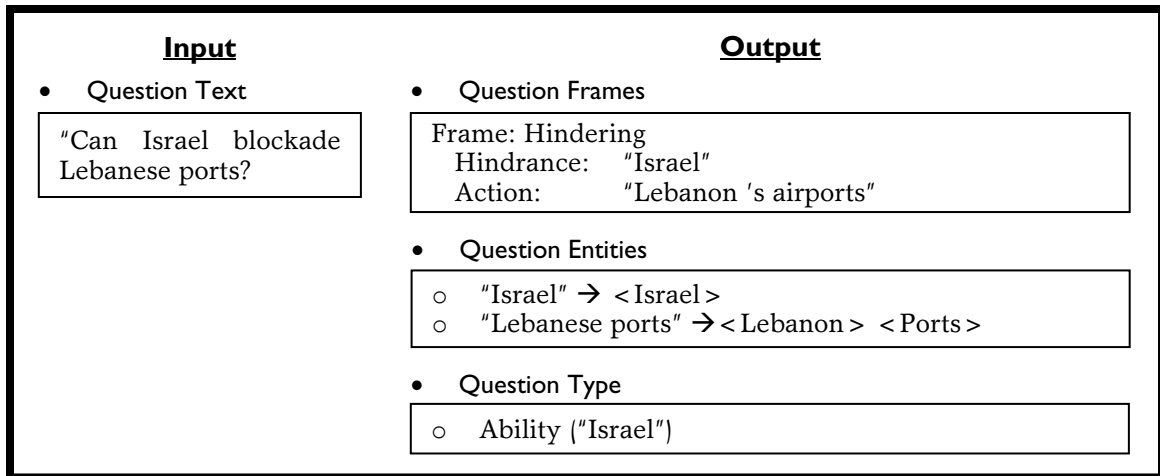 Input
• Question Text
"Can Israel blockade
Lebanese ports?
Output
• Question Frames
Frame: Hindering
Hindrance: "Israel"
Action: "Lebanon 's airports"
• Question Entities
o "Israel" → <Israel>
o "Lebanese ports" → <Lebanon> <Ports>
• Question Type
o Ability ("Israel")